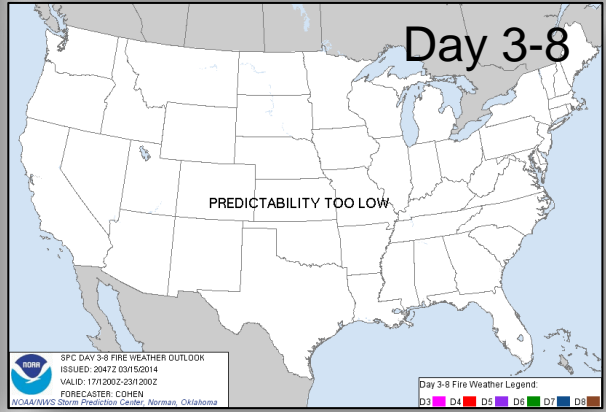 Day 3-8
PREDICTABILITY TOO LOW
NOAA
SPC DAY 3-8 FIRE WEATHER OUTLOOK
ISSUED: 2047Z 03/15/2014
VALID: 17/1200Z-23/1200Z
FORECASTER: COHEN
NOAA/NWS Storm Prediction Center, Norman, Oklahoma
Day 3-8 Fire Weather Legend:
D3 D4 D5 D6 D7 D8